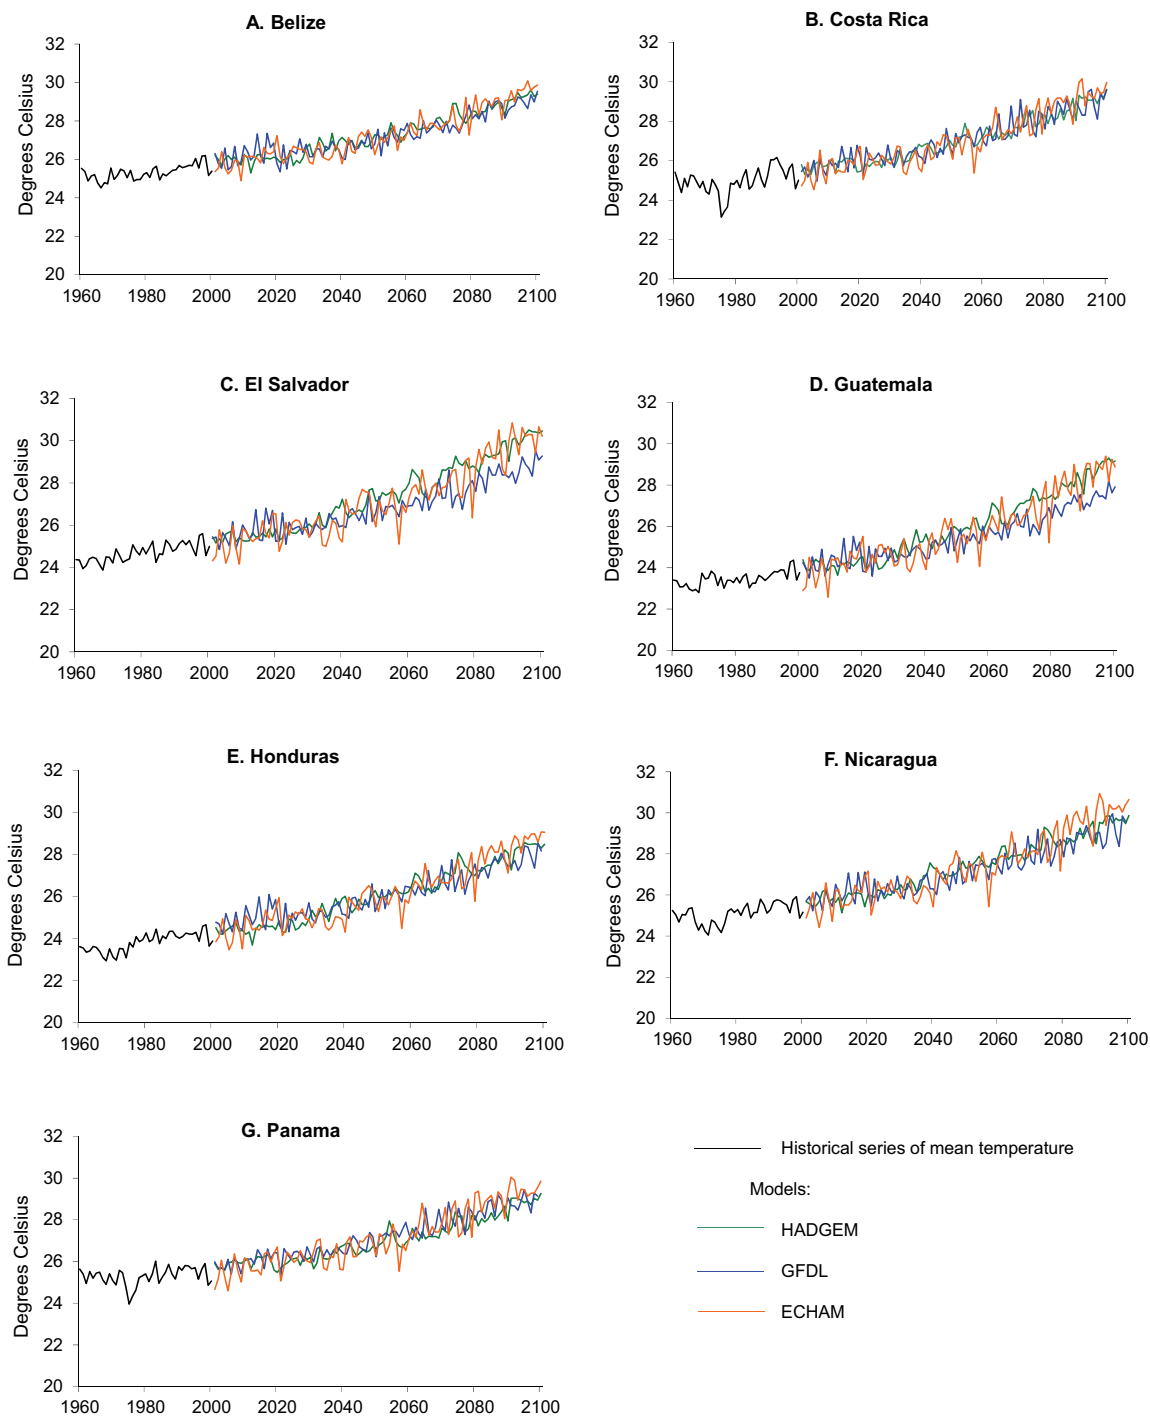 A. Belize
Degrees Celsius
32
30
28
26
24
22
20
1960 1980 2000 2020 2040 2060 2080 2100
B. Costa Rica
Degrees Celsius
32
30
28
26
24
22
20
1960 1980 2000 2020 2040 2060 2080 2100
C. El Salvador
Degrees Celsius
32
30
28
26
24
22
20
1960 1980 2000 2020 2040 2060 2080 2100
D. Guatemala
Degrees Celsius
32
30
28
26
24
22
20
1960 1980 2000 2020 2040 2060 2080 2100
E. Honduras
Degrees Celsius
32
30
28
26
24
22
20
1960 1980 2000 2020 2040 2060 2080 2100
F. Nicaragua
Degrees Celsius
32
30
28
26
24
22
20
1960 1980 2000 2020 2040 2060 2080 2100
G. Panama
Degrees Celsius
32
30
28
26
24
22
20
1960 1980 2000 2020 2040 2060 2080 2100
Historical series of mean temperature
Models:
HADGEM
GFDL
ECHAM